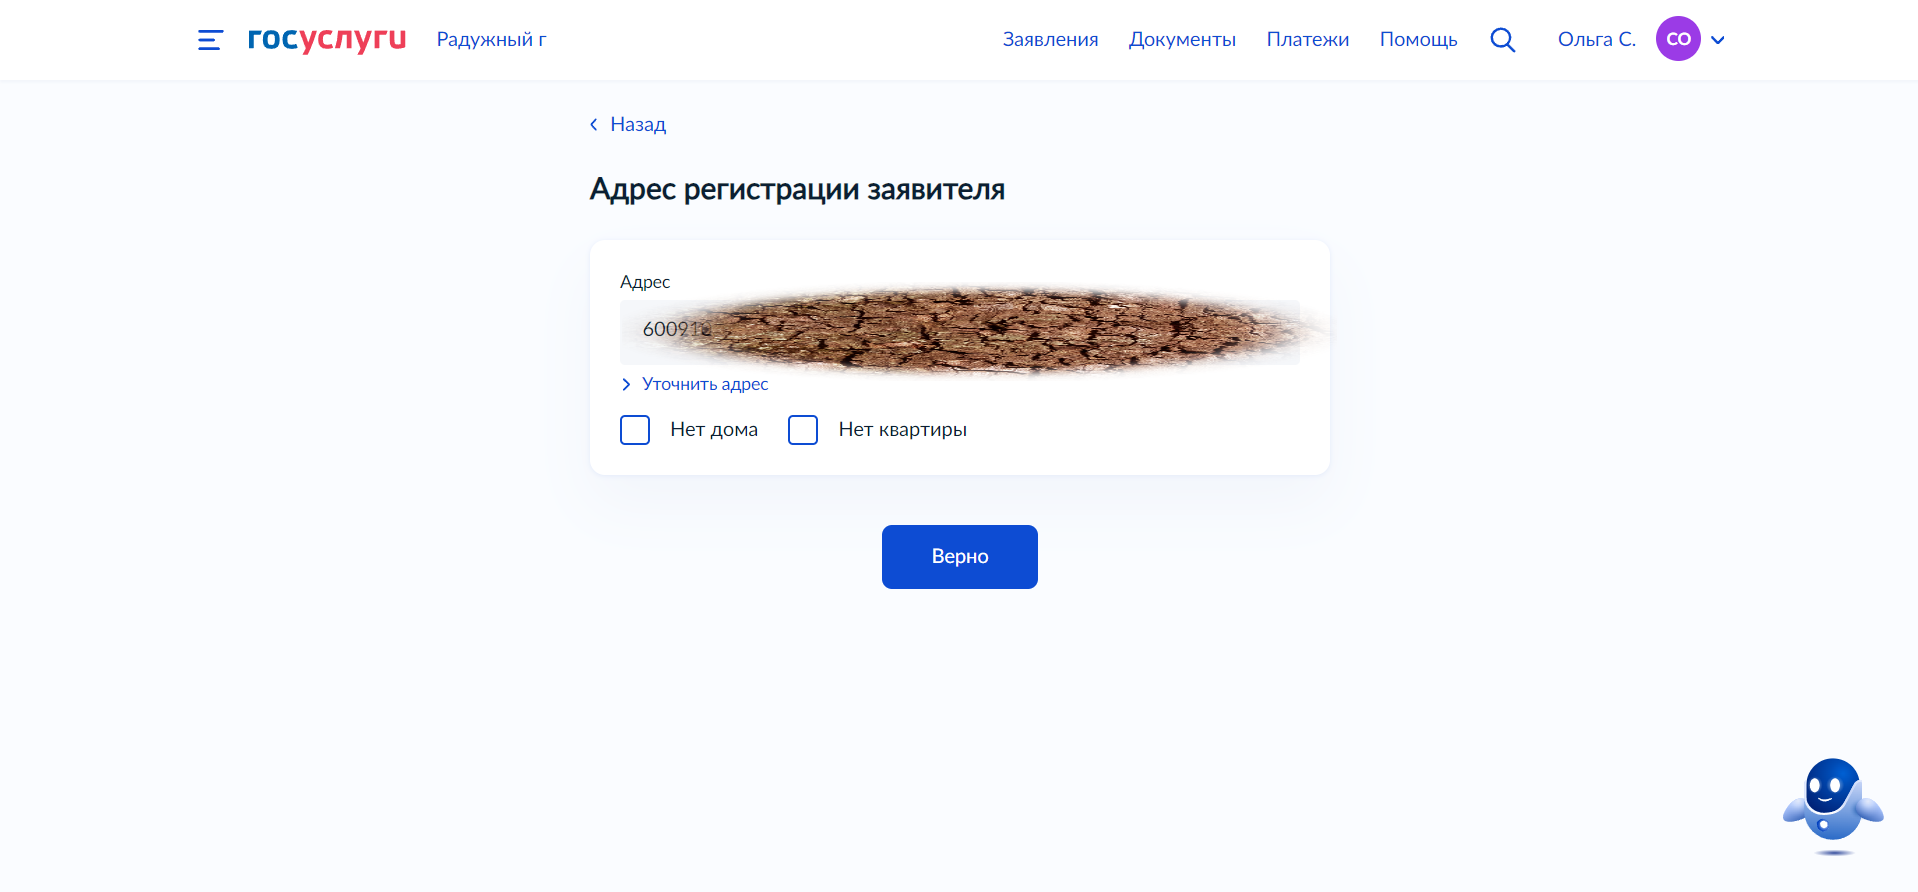 госуслуги Радужный г Заявления Документы Платежи Помощь Ольга С. СО
Назад
Адрес регистрации заявителя
Адрес
60091
Уточнить адрес
Нет дома Нет квартиры
Верно